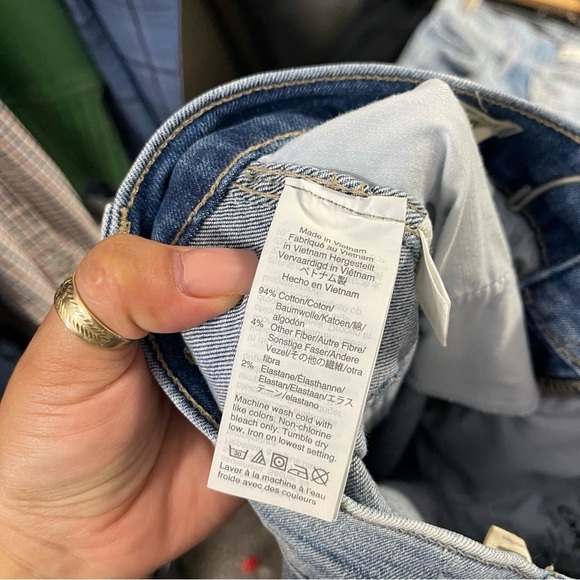 Made in Vietnam
Fabriqué au Vietnam
in Vietnam Hergestellt
Vervaardigd in Viêtnam
ベトナム製
Hecho en Vietnam
94% Cotton/Coton/
Baumwolle/Katoen/綿/
algodón
4% Other Fiber/Autre Fibre/
Sonstige Faser/Andere
Vezel/その他の繊維/otra
fibra
2% Elastane/Élasthanne/
Elastan/Elastaan/エラス
テーン/elastano
Machine wash cold with
like colors. Non-chlorine
bleach only. Tumble dry
low. Iron on lowest setting.
Laver à la machine à l'eau
froide avec des couleurs